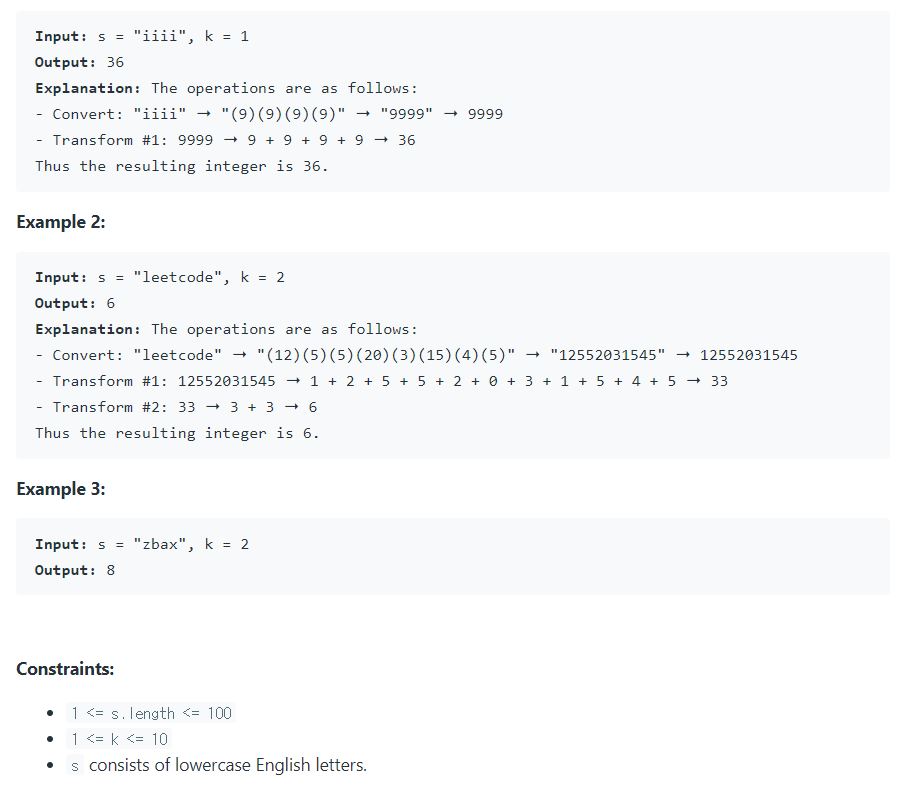 Input: s = "iiii", k = 1
Output: 36
Explanation: The operations are as follows:
- Convert: "iiii" → "(9)(9)(9)(9)" → "9999" → 9999
- Transform #1: 9999 → 9 + 9 + 9 + 9 → 36
Thus the resulting integer is 36.
Example 2:
Input: s = "leetcode", k = 2
Output: 6
Explanation: The operations are as follows:
- Convert: "leetcode" → "(12)(5)(5)(20)(3)(15)(4)(5)" → "12552031545" → 12552031545
- Transform #1: 12552031545 → 1 + 2 + 5 + 5 + 2 + 0 + 3 + 1 + 5 + 4 + 5 → 33
- Transform #2: 33 → 3 + 3 → 6
Thus the resulting integer is 6.
Example 3:
Input: s = "zbax", k = 2
Output: 8
Constraints:
• 1 <= s.length <= 100
• 1 <= k <= 10
• s consists of lowercase English letters.